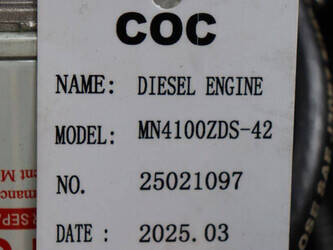 COC
NAME: DIESEL ENGINE
MODEL: MN4100ZDS-42
NO. 25021097
DATE: 2025.03